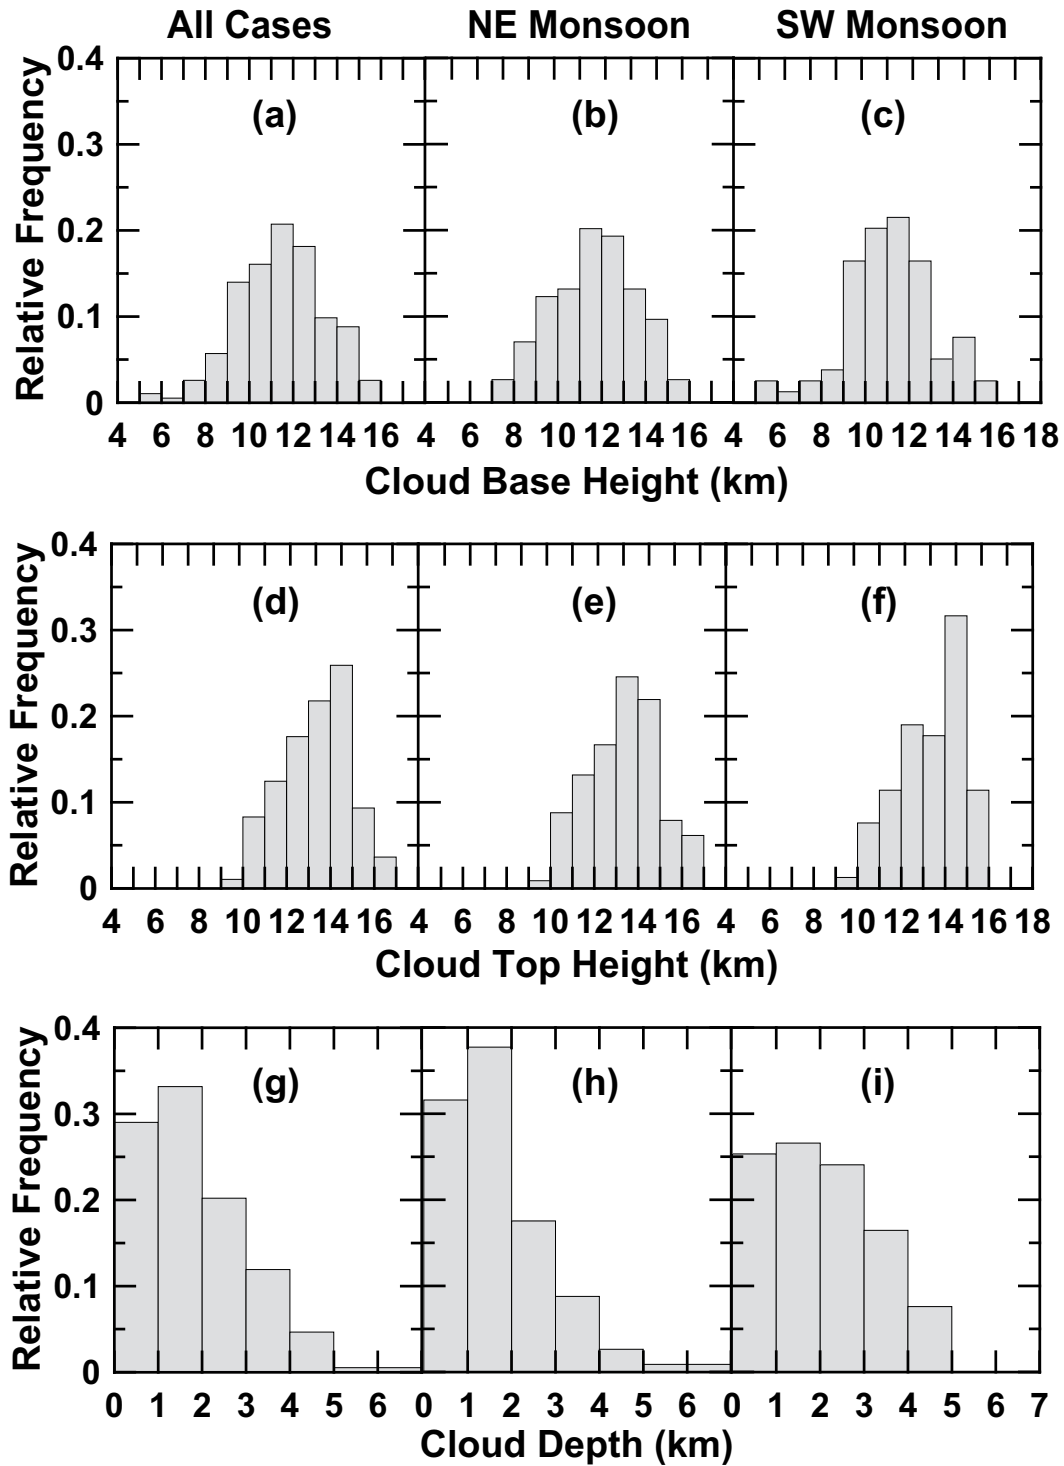 All Cases NE Monsoon SW Monsoon
Relative Frequency
0.4
0.3
0.2
0.1
0
(a) (b) (c)
4 6 8 10 12 14 16 4 6 8 10 12 14 16 4 6 8 10 12 14 16 18
Cloud Base Height (km)
Relative Frequency
0.4
0.3
0.2
0.1
0
(d) (e) (f)
4 6 8 10 12 14 16 4 6 8 10 12 14 16 4 6 8 10 12 14 16 18
Cloud Top Height (km)
Relative Frequency
0.4
0.3
0.2
0.1
0
(g) (h) (i)
0 1 2 3 4 5 6 0 1 2 3 4 5 6 0 1 2 3 4 5 6 7
Cloud Depth (km)